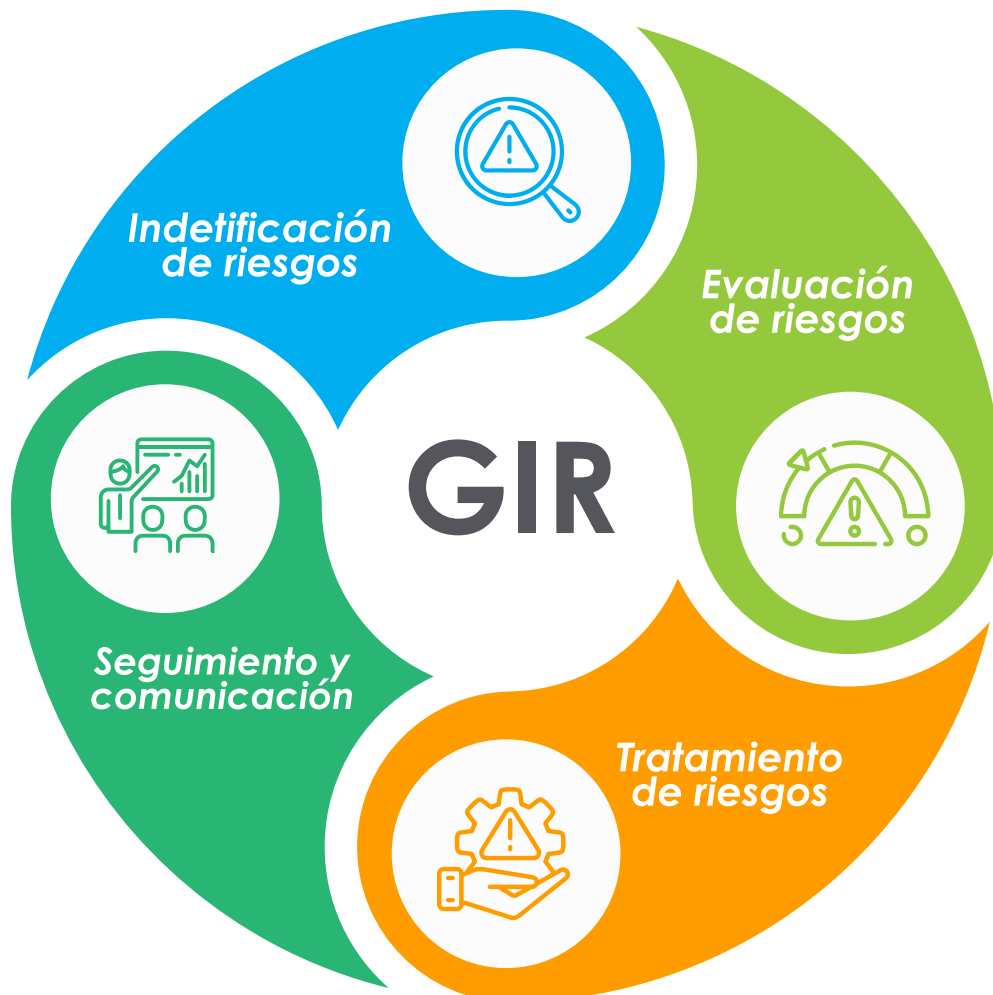 Indetificación
de riesgos
Evaluación
de riesgos
GIR
Seguimiento y
comunicación
Tratamiento
de riesgos